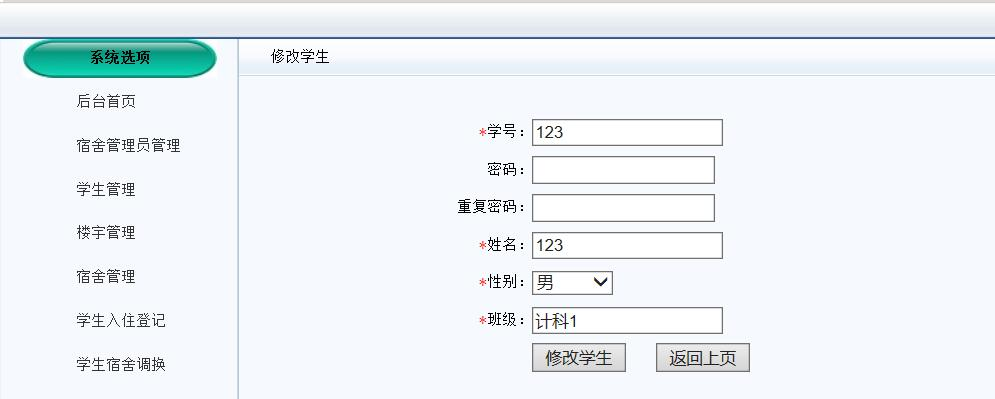 系统选项
后台首页
宿舍管理员管理
学生管理
楼宇管理
宿舍管理
学生入住登记
学生宿舍调换
修改学生
*学号：123
密码：
重复密码：
*姓名：123
*性别：男
*班级：计科1
修改学生 返回上页